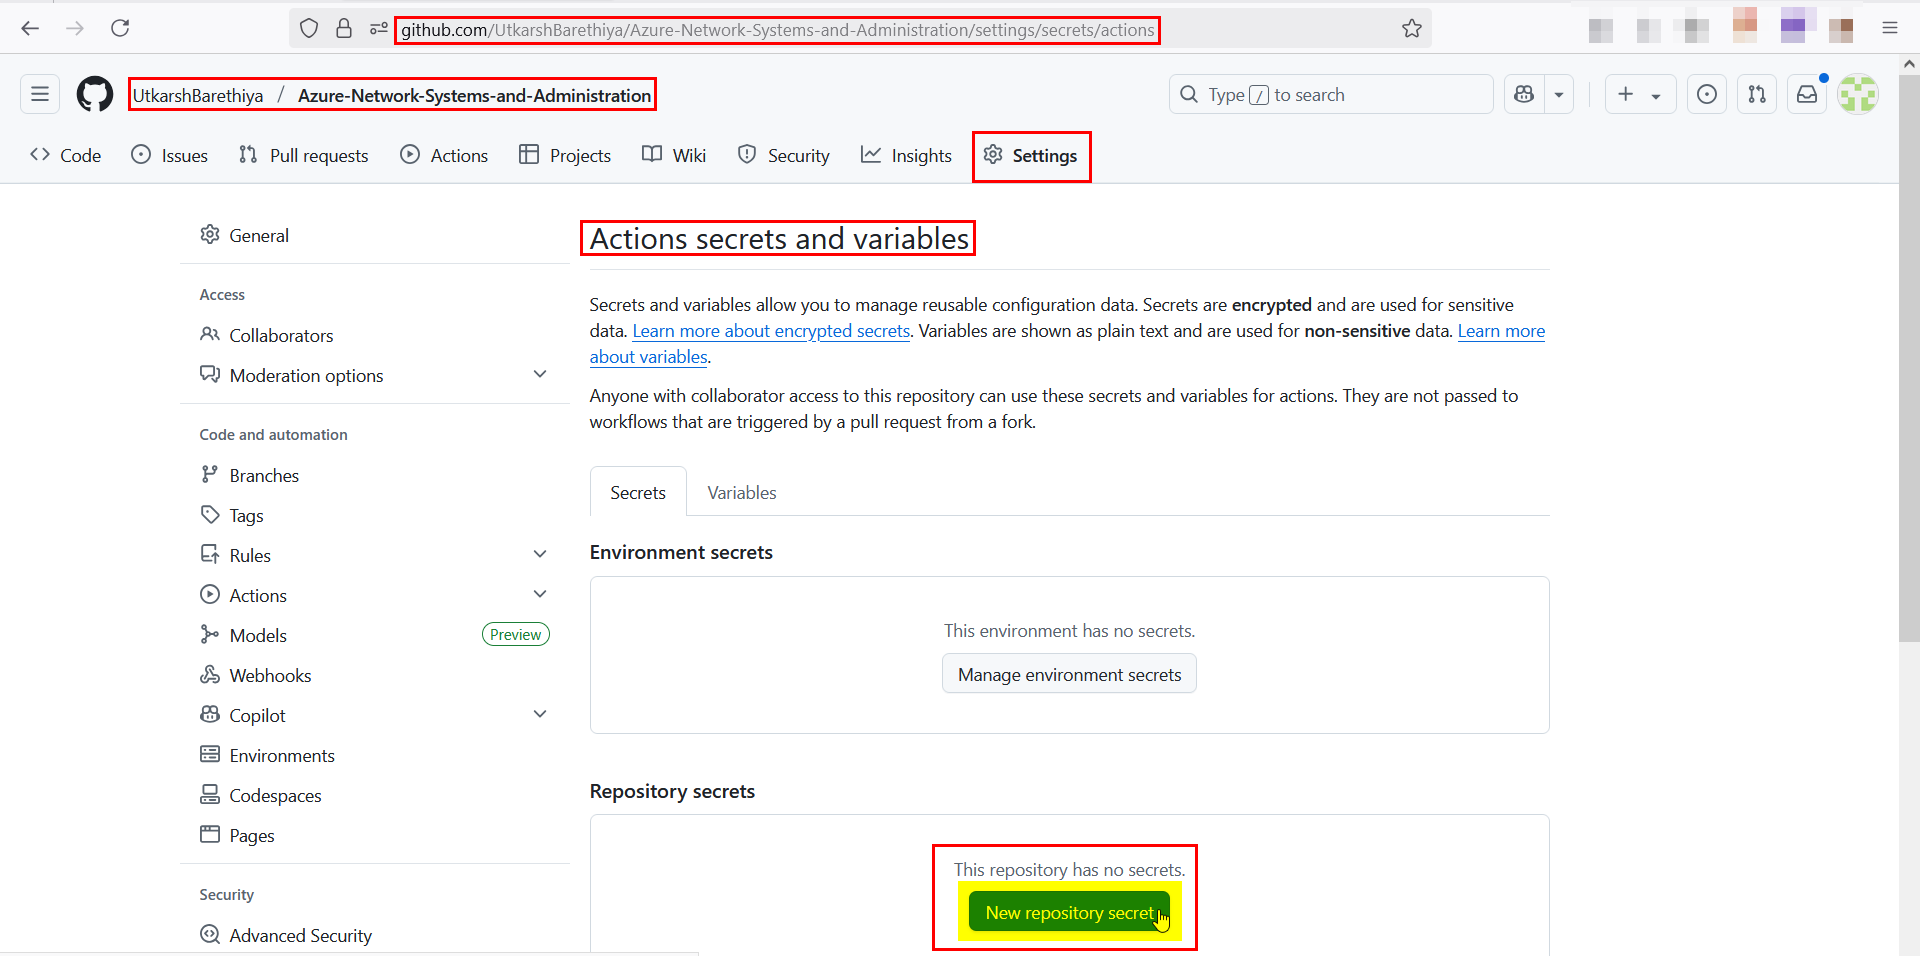 github.com/UtkarshBarethiya/Azure-Network-Systems-and-Administration/settings/secrets/actions
UtkarshBarethiya / Azure-Network-Systems-and-Administration
Type / to search
Code Issues Pull requests Actions Projects Wiki Security Insights Settings
General
Access
Collaborators
Moderation options
Code and automation
Branches
Tags
Rules
Actions
Models Preview
Webhooks
Copilot
Environments
Codespaces
Pages
Security
Advanced Security
Actions secrets and variables
Secrets and variables allow you to manage reusable configuration data. Secrets are encrypted and are used for sensitive
data. Learn more about encrypted secrets. Variables are shown as plain text and are used for non-sensitive data. Learn more
about variables.
Anyone with collaborator access to this repository can use these secrets and variables for actions. They are not passed to
workflows that are triggered by a pull request from a fork.
Secrets Variables
Environment secrets
This environment has no secrets.
Manage environment secrets
Repository secrets
This repository has no secrets.
New repository secret